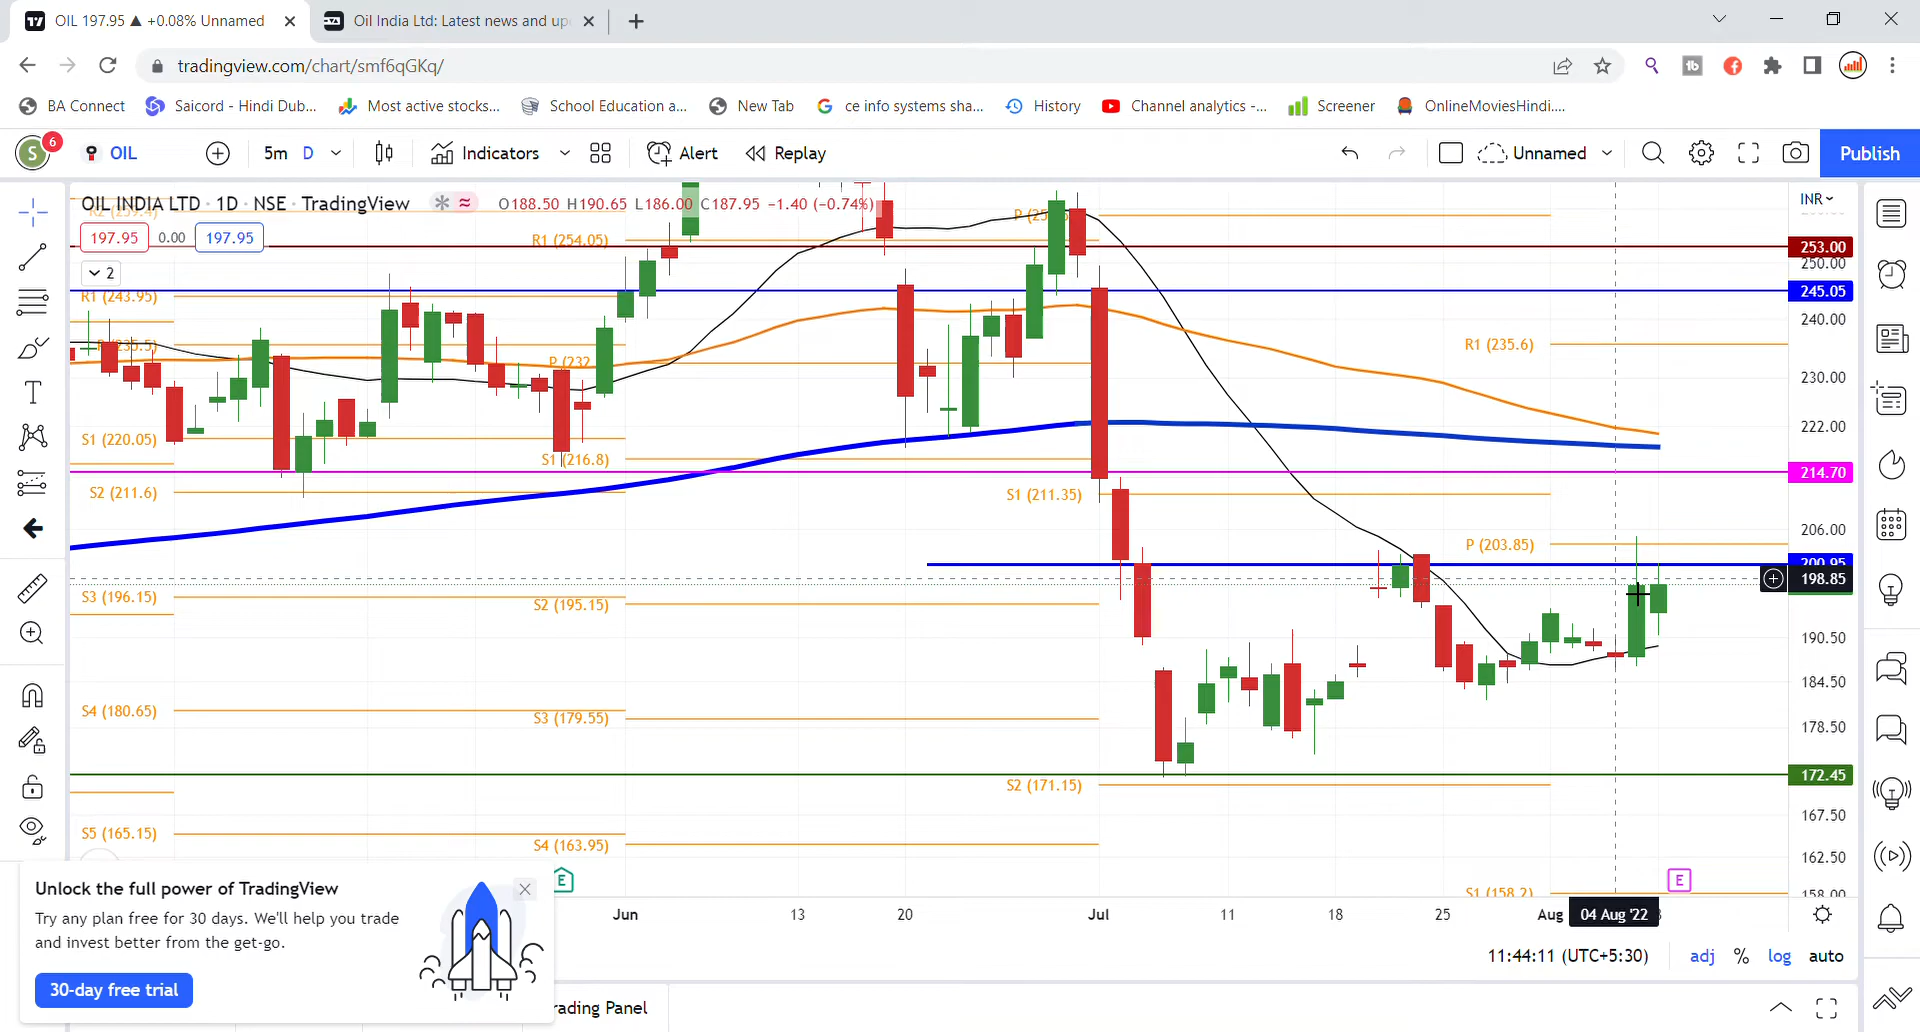 OIL 197.95 ▲ +0.08% Unnamed
Oil India Ltd: Latest news and up
tradingview.com/chart/smf6qGKq/
BA Connect
Saicord - Hindi Dub...
Most active stocks...
School Education a...
New Tab
ce info systems sha...
History
Channel analytics -...
Screener
OnlineMoviesHindi....
S
6
OIL
5m
D
Indicators
Alert
Replay
Unnamed
Publish
OIL INDIA LTD · 1D · NSE · TradingView
O188.50 H190.65 L186.00 C187.95 −1.40 (−0.74%)
INR
197.95
0.00
197.95
2
R1 (254.05)
253.00
250.00
R1 (243.95)
245.05
240.00
R1 (235.6)
230.00
222.00
S1 (220.05)
S1 (216.8)
214.70
S2 (211.6)
S1 (211.35)
206.00
P (203.85)
200.95
198.85
S3 (196.15)
S2 (195.15)
190.50
184.50
S4 (180.65)
S3 (179.55)
178.50
172.45
S2 (171.15)
167.50
S5 (165.15)
S4 (163.95)
162.50
158.00
S1 (158.2)
E
E
Jun
13
20
Jul
11
18
25
Aug
04 Aug '22
Unlock the full power of TradingView
Try any plan free for 30 days. We'll help you trade
and invest better from the get-go.
30-day free trial
11:44:11 (UTC+5:30)
adj
%
log
auto
rading Panel